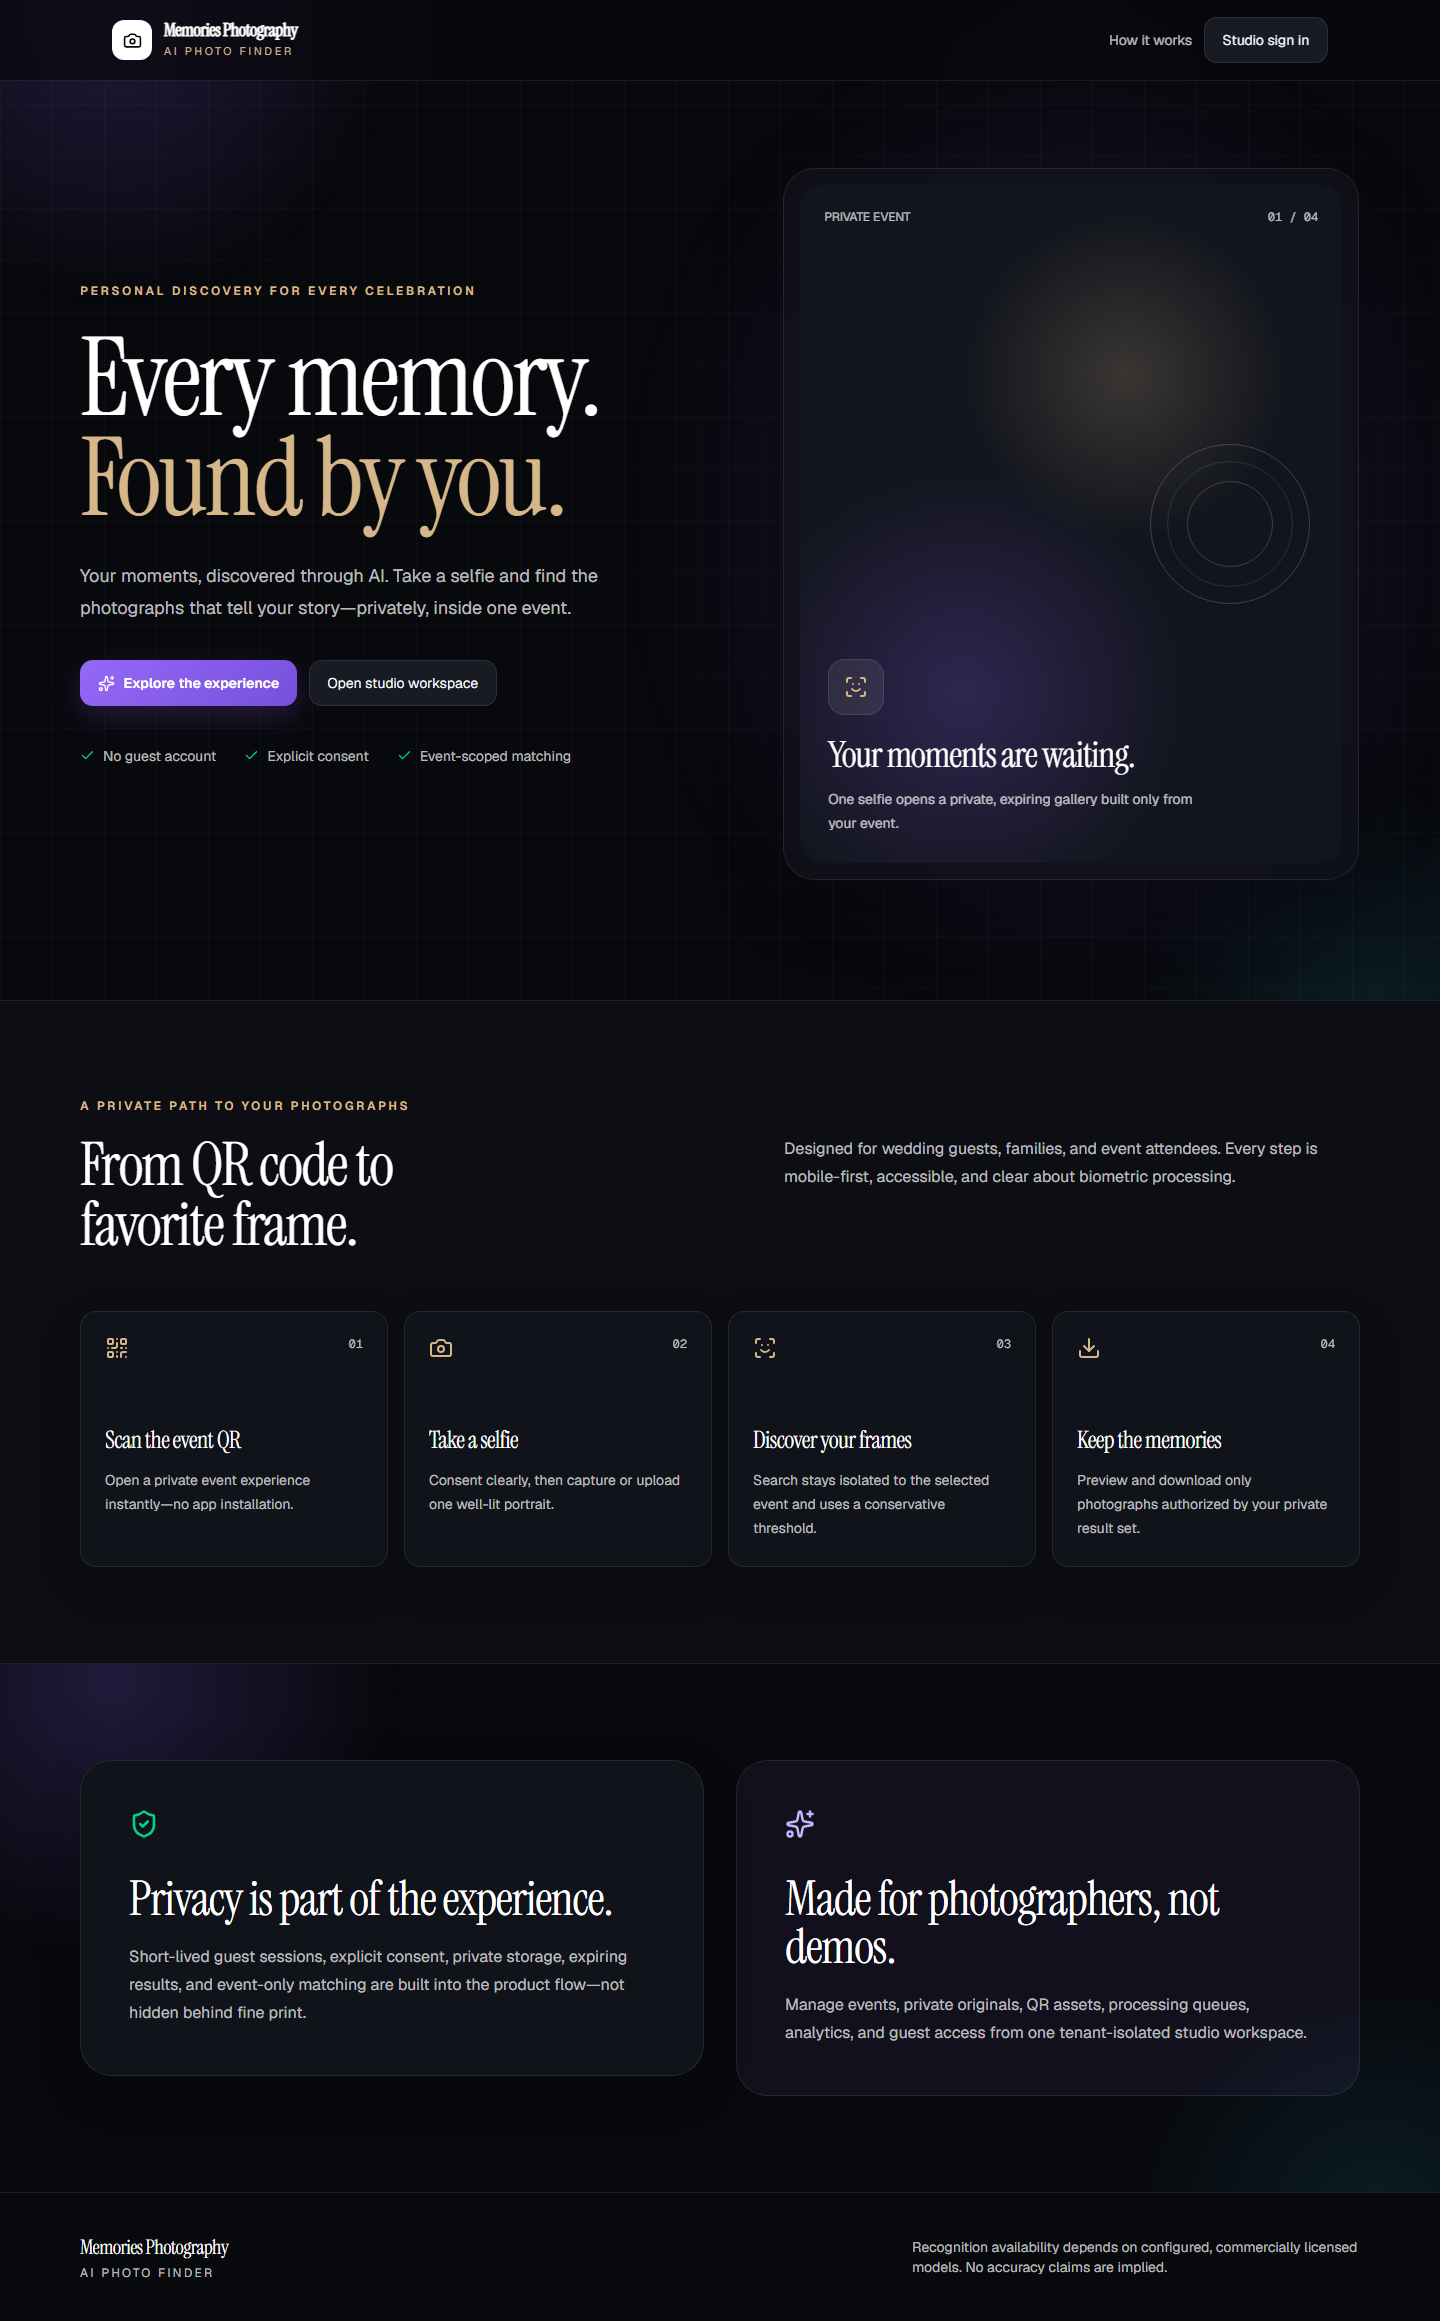 Memories Photography
AI PHOTO FINDER
How it works
Studio sign in
PERSONAL DISCOVERY FOR EVERY CELEBRATION
Every memory.
Found by you.
Your moments, discovered through AI. Take a selfie and find the
photographs that tell your story—privately, inside one event.
Explore the experience
Open studio workspace
No guest account
Explicit consent
Event-scoped matching
PRIVATE EVENT
01 / 04
Your moments are waiting.
One selfie opens a private, expiring gallery built only from
your event.
A PRIVATE PATH TO YOUR PHOTOGRAPHS
From QR code to
favorite frame.
Designed for wedding guests, families, and event attendees. Every step is
mobile-first, accessible, and clear about biometric processing.
01
Scan the event QR
Open a private event experience
instantly—no app installation.
02
Take a selfie
Consent clearly, then capture or upload
one well-lit portrait.
03
Discover your frames
Search stays isolated to the selected
event and uses a conservative
threshold.
04
Keep the memories
Preview and download only
photographs authorized by your private
result set.
Privacy is part of the experience.
Short-lived guest sessions, explicit consent, private storage, expiring
results, and event-only matching are built into the product flow—not
hidden behind fine print.
Made for photographers, not
demos.
Manage events, private originals, QR assets, processing queues,
analytics, and guest access from one tenant-isolated studio workspace.
Memories Photography
AI PHOTO FINDER
Recognition availability depends on configured, commercially licensed
models. No accuracy claims are implied.